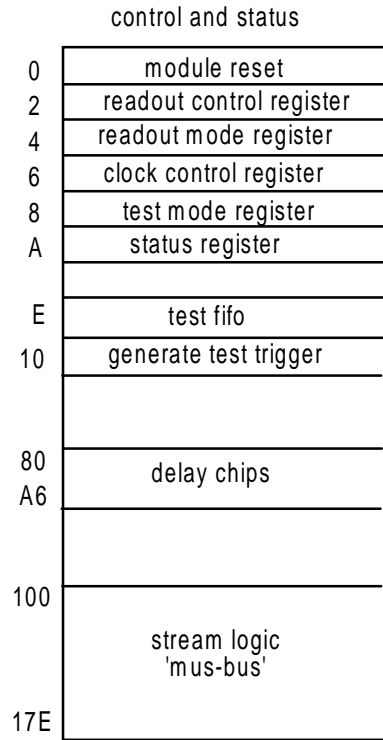 control and status
0 module reset
2 readout control register
4 readout mode register
6 clock control register
8 test mode register
A status register
E test fifo
10 generate test trigger
80
delay chips
A6
100
stream logic
'mus-bus'
17E